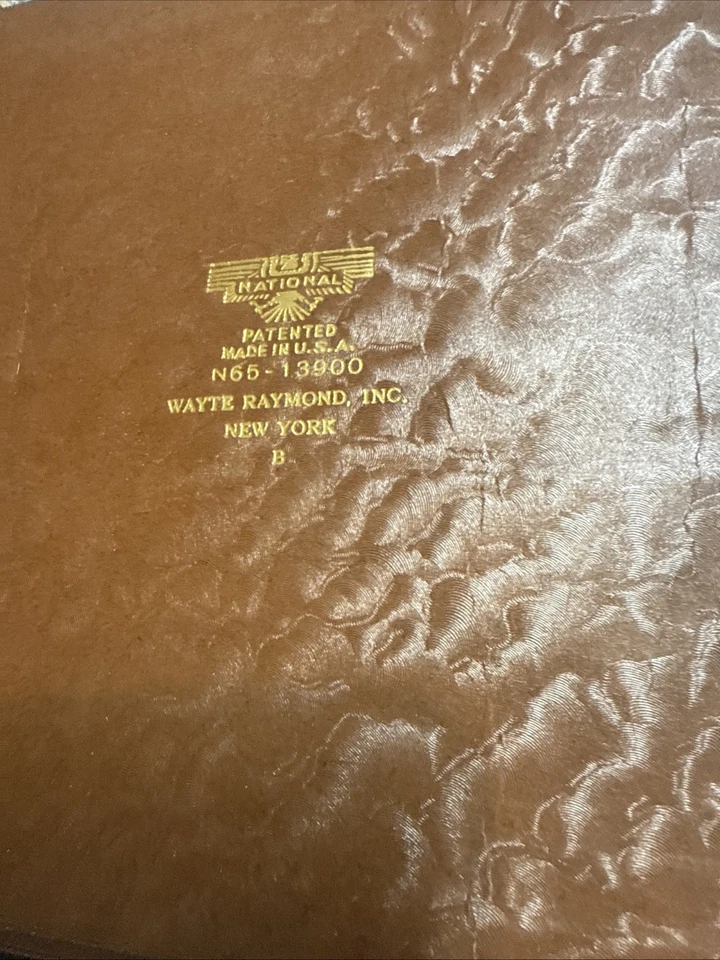 NATIONAL
PATENTED
MADE IN U.S.A.
N65-13900
WAYTE RAYMOND, INC.
NEW YORK
B